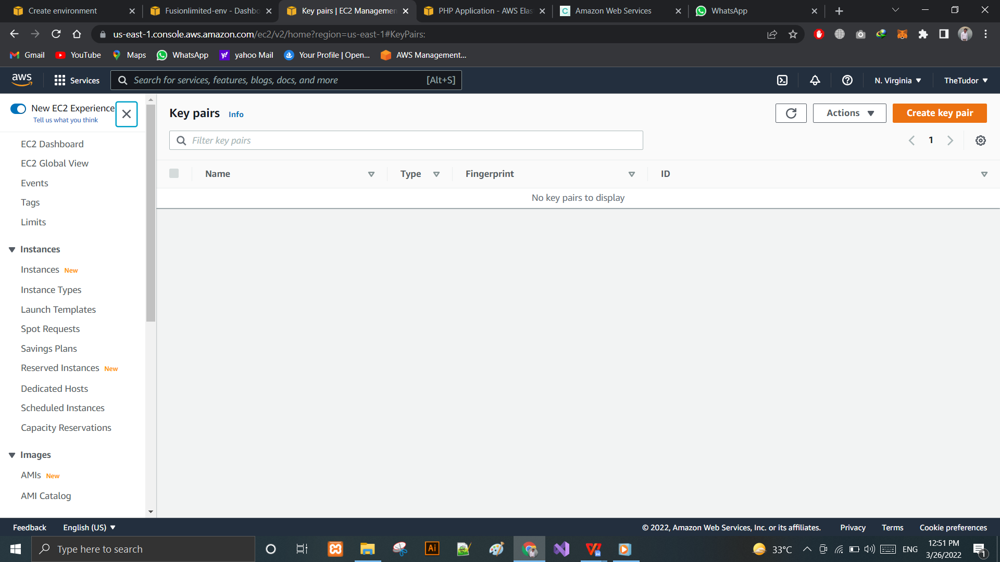 Create environment
Fusionlimited-env - Dashbo
Key pairs | EC2 Managemen
PHP Application - AWS Elas
Amazon Web Services
WhatsApp
us-east-1.console.aws.amazon.com/ec2/v2/home?region=us-east-1#KeyPairs:
Gmail
YouTube
Maps
WhatsApp
yahoo Mail
Your Profile | Open...
AWS Management...
aws
Services
Search for services, features, blogs, docs, and more
[Alt+S]
N. Virginia
TheTudor
New EC2 Experience
Tell us what you think
EC2 Dashboard
EC2 Global View
Events
Tags
Limits
Instances
Instances New
Instance Types
Launch Templates
Spot Requests
Savings Plans
Reserved Instances New
Dedicated Hosts
Scheduled Instances
Capacity Reservations
Images
AMIs New
AMI Catalog
Key pairs Info
Actions
Create key pair
Filter key pairs
1
Name
Type
Fingerprint
ID
No key pairs to display
Feedback
English (US)
© 2022, Amazon Web Services, Inc. or its affiliates.
Privacy
Terms
Cookie preferences
Type here to search
Ai
33°C
ENG
12:51 PM
3/26/2022
1